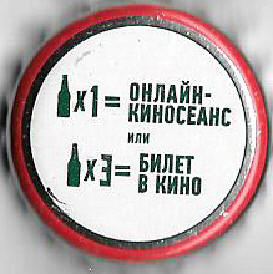 x1= ОНЛАЙН-
КИНОСЕАНС
ИЛИ
x3= БИЛЕТ
В КИНО